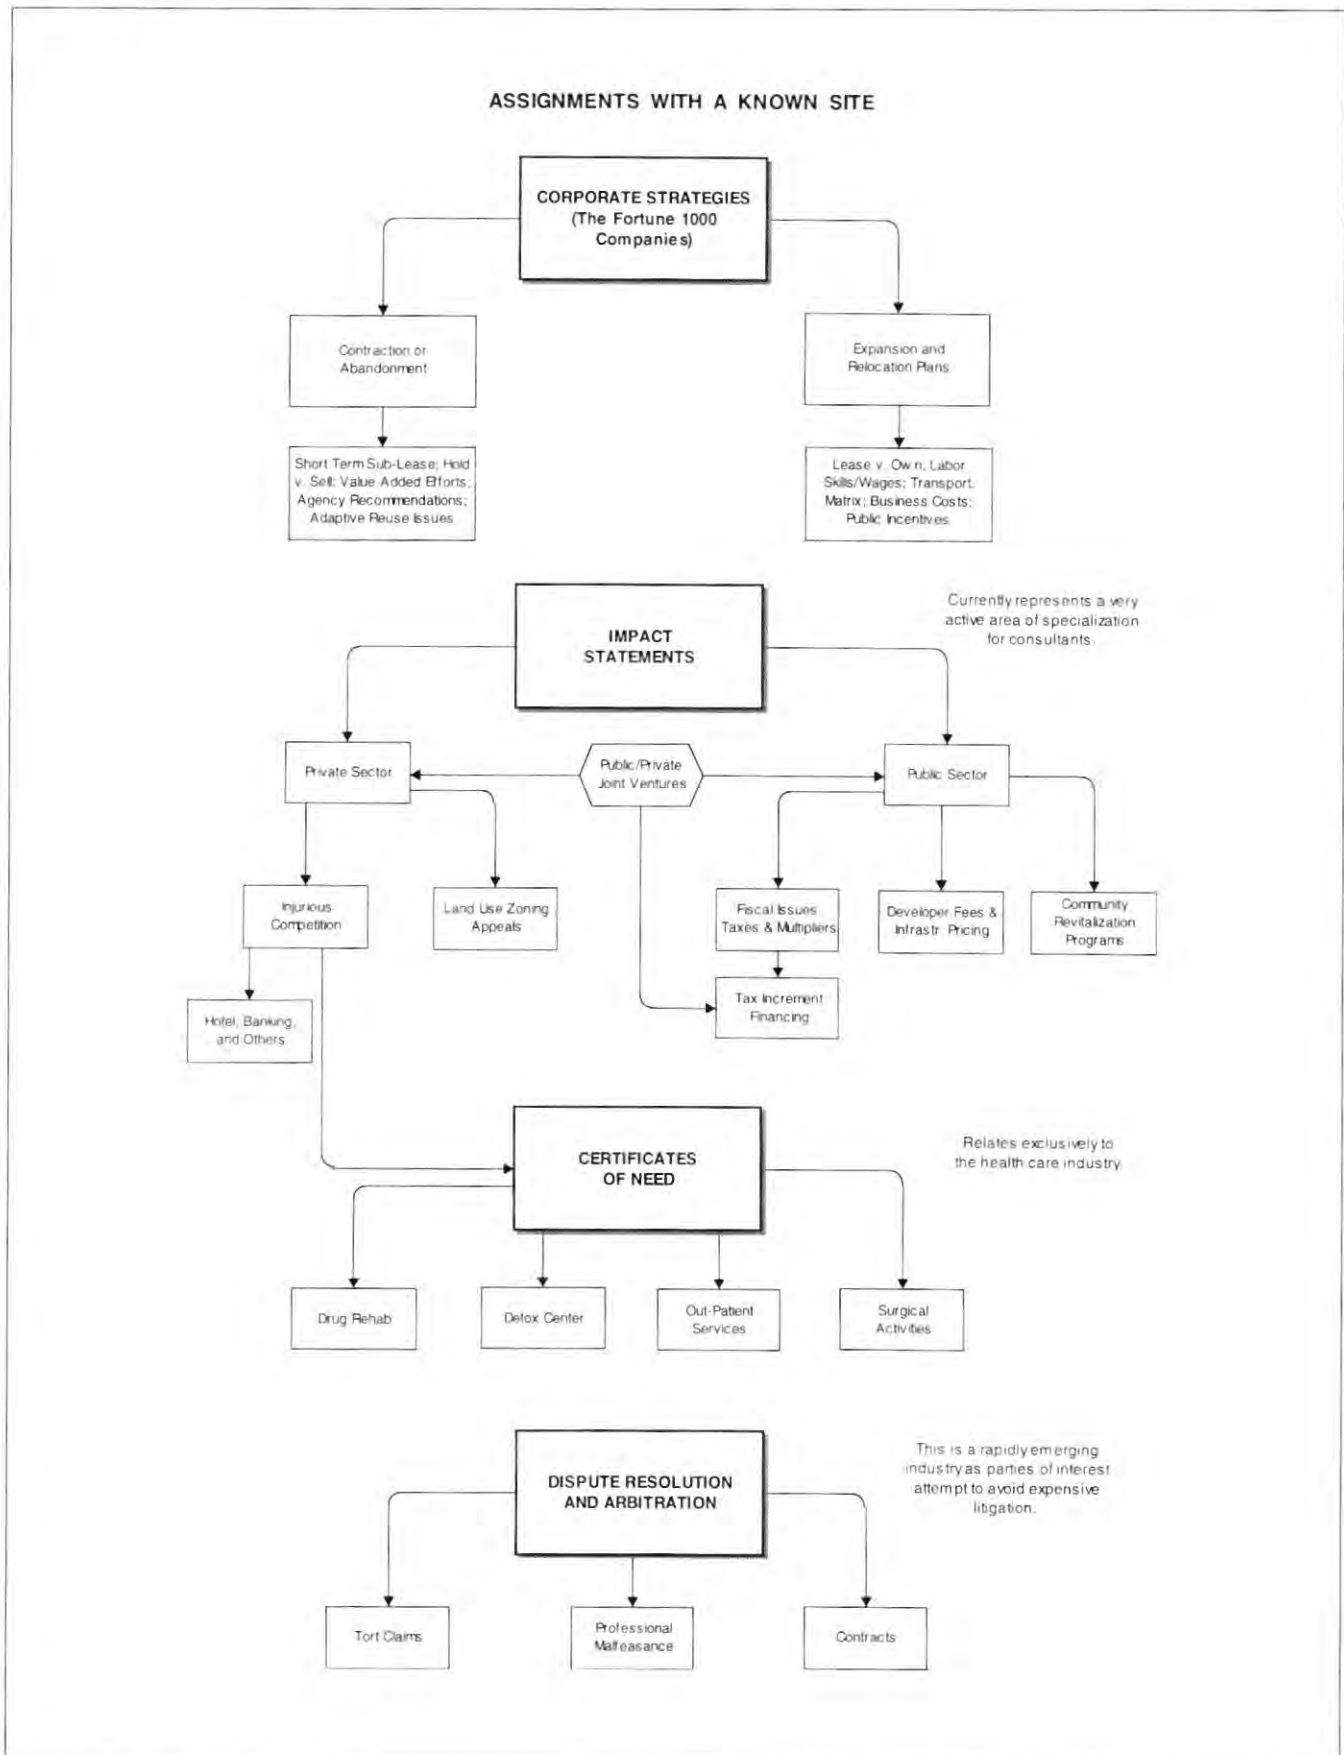 ASSIGNMENTS WITH A KNOWN SITE
CORPORATE STRATEGIES
(The Fortune 1000
Companies)
Contraction or
Abandonment
Expansion and
Relocation Plans
Short Term Sub-Lease; Hold
v. Sell; Value Added Efforts;
Agency Recommendations;
Adaptive Reuse Issues
Lease v. Own; Labor
Skills/Wages; Transport.
Matrix; Business Costs;
Public Incentives
IMPACT
STATEMENTS
Currently represents a very
active area of specialization
for consultants.
Private Sector
Public/Private
Joint Ventures
Public Sector
Injurious
Competition
Land Use Zoning
Appeals
Fiscal Issues
Taxes & Multipliers
Developer Fees &
Infrastr. Pricing
Community
Revitalization
Programs
Hotel, Banking,
and Others
Tax Increment
Financing
CERTIFICATES
OF NEED
Relates exclusively to
the health care industry
Drug Rehab
Detox Center
Out-Patient
Services
Surgical
Activities
DISPUTE RESOLUTION
AND ARBITRATION
This is a rapidly emerging
industry as parties of interest
attempt to avoid expensive
litigation.
Tort Claims
Professional
Malfeasance
Contracts